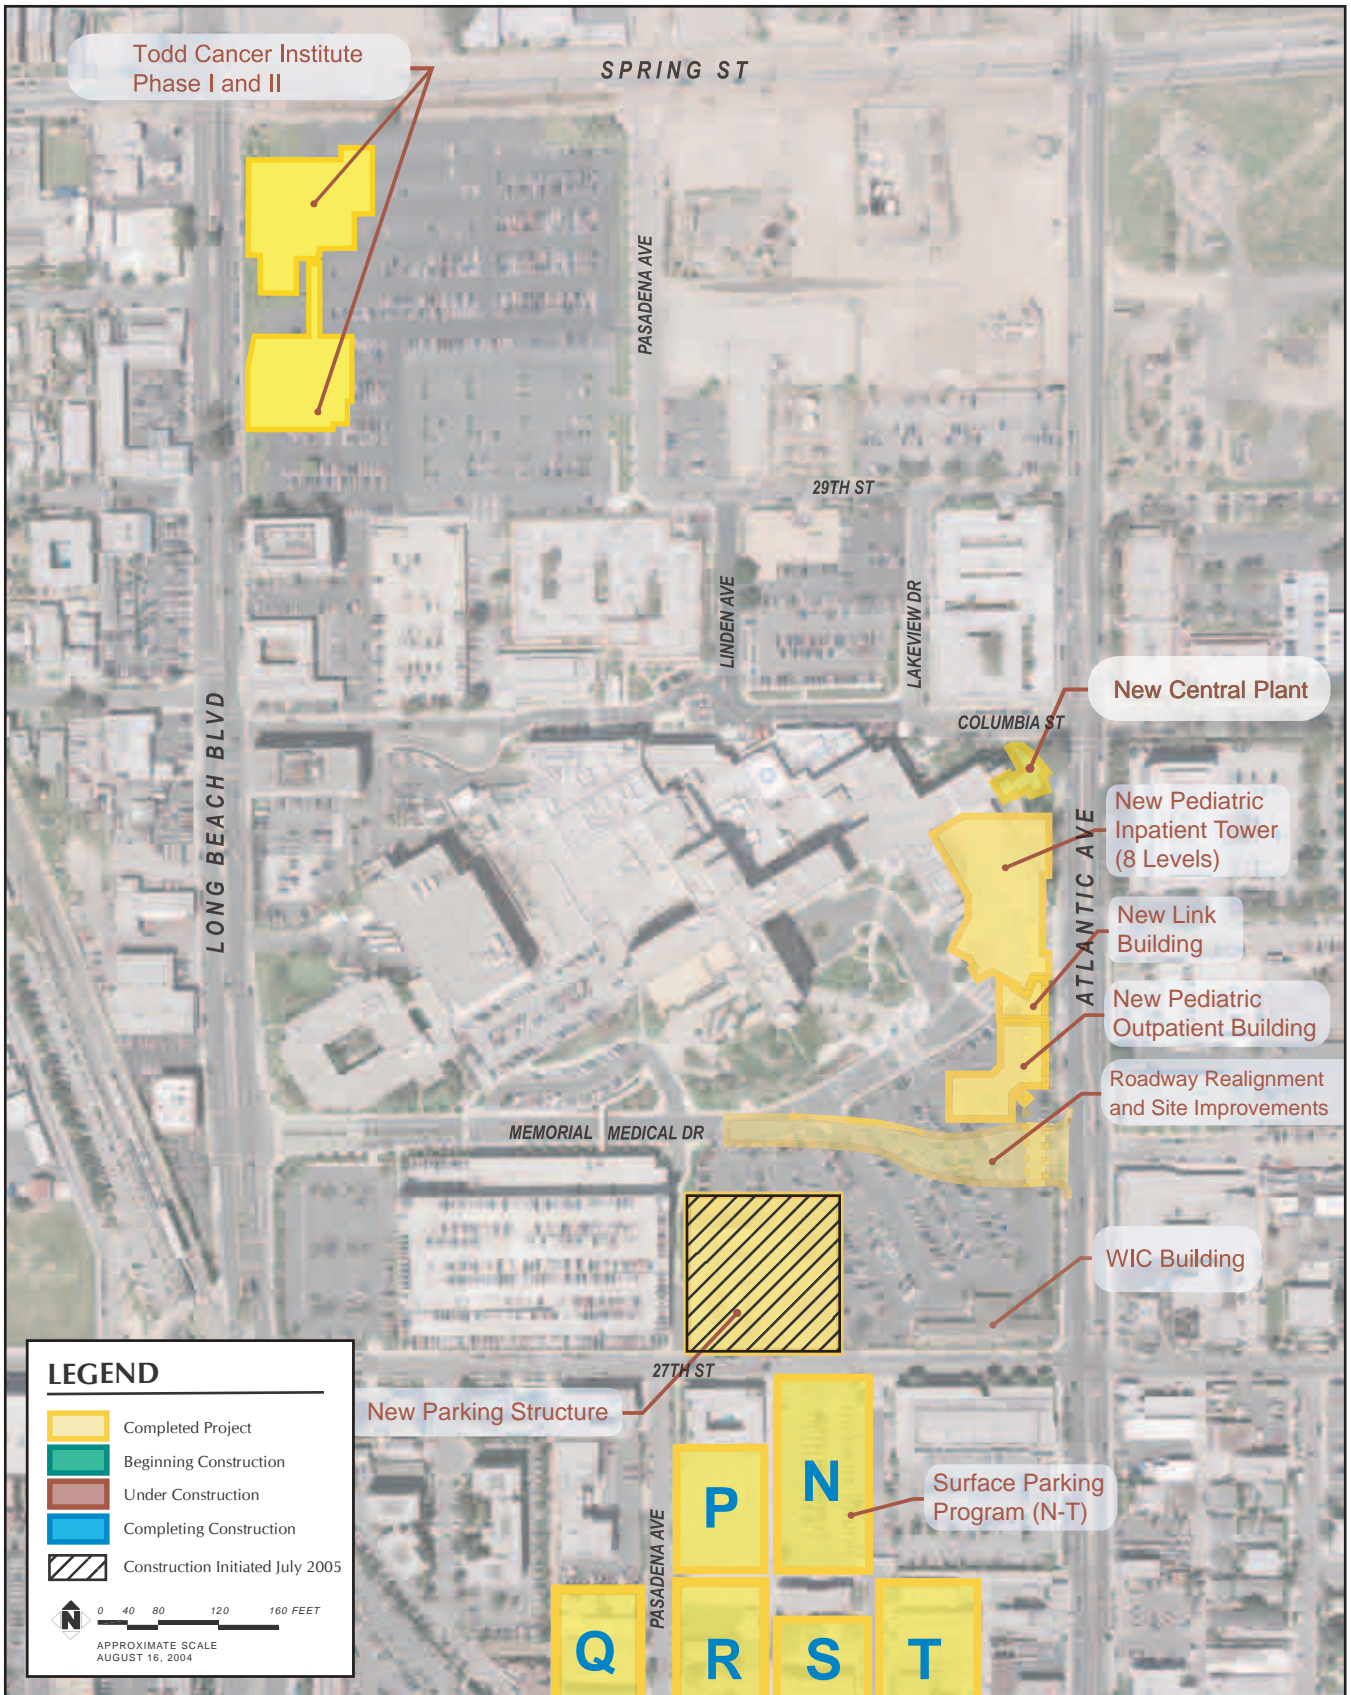 Todd Cancer Institute
Phase I and II
SPRING ST
PASADENA AVE
29TH ST
LINDEN AVE
LAKEVIEW DR
LONG BEACH BLVD
New Central Plant
COLUMBIA ST
New Pediatric
Inpatient Tower
(8 Levels)
ATLANTIC AVE
New Link
Building
New Pediatric
Outpatient Building
Roadway Realignment
and Site Improvements
MEMORIAL MEDICAL DR
WIC Building
27TH ST
New Parking Structure
P
N
Surface Parking
Program (N-T)
PASADENA AVE
Q
R
S
T
LEGEND
Completed Project
Beginning Construction
Under Construction
Completing Construction
Construction Initiated July 2005
N
0 40 80 120 160 FEET
APPROXIMATE SCALE
AUGUST 16, 2004